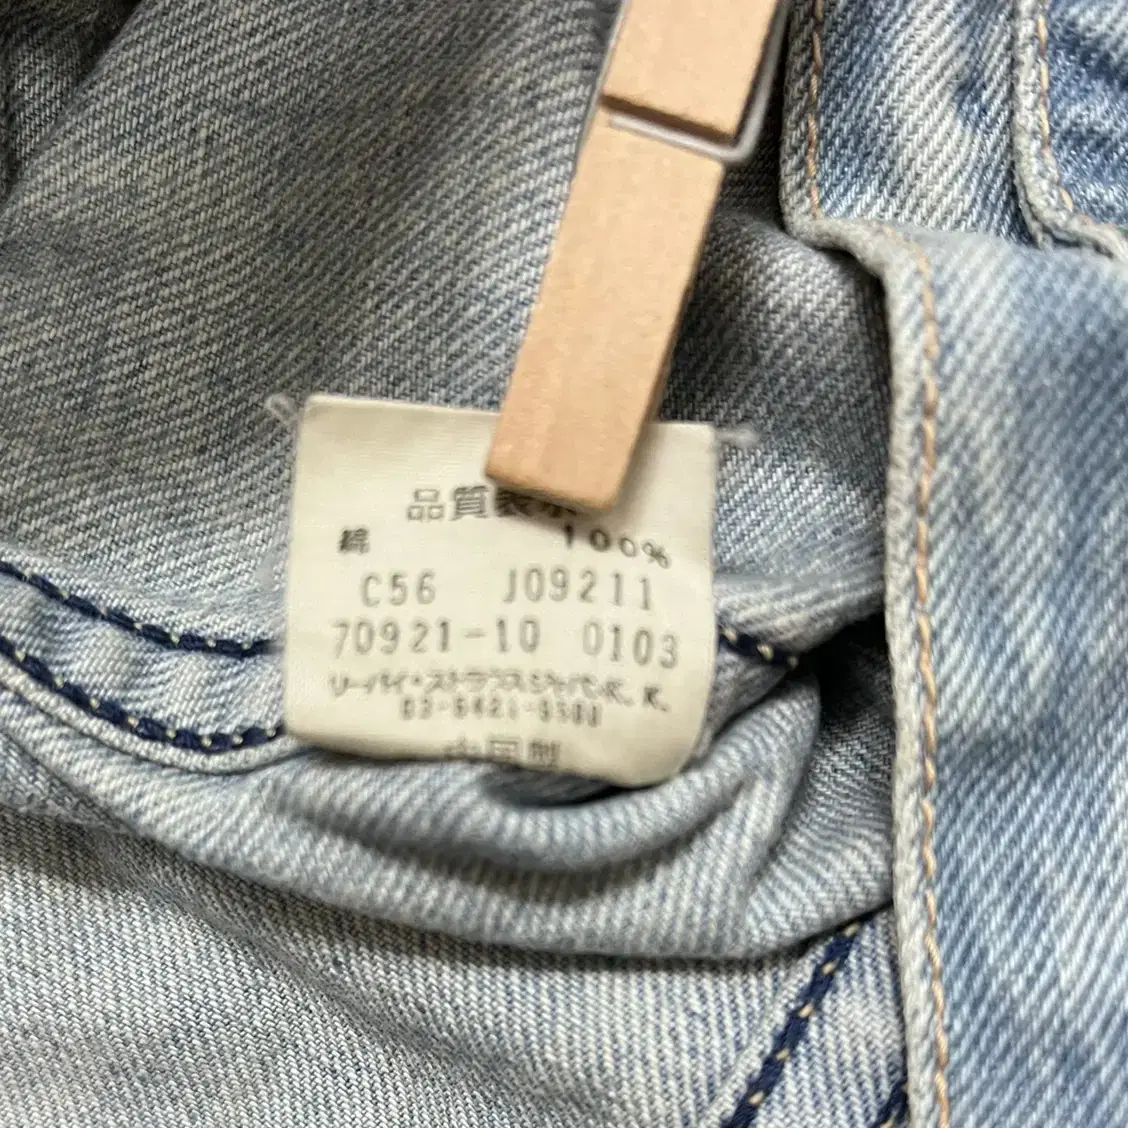 品質表示
綿 100%
C56 J09211
70921-10 0103
リーバイ・ストラウスジャパンK.K.
中国製